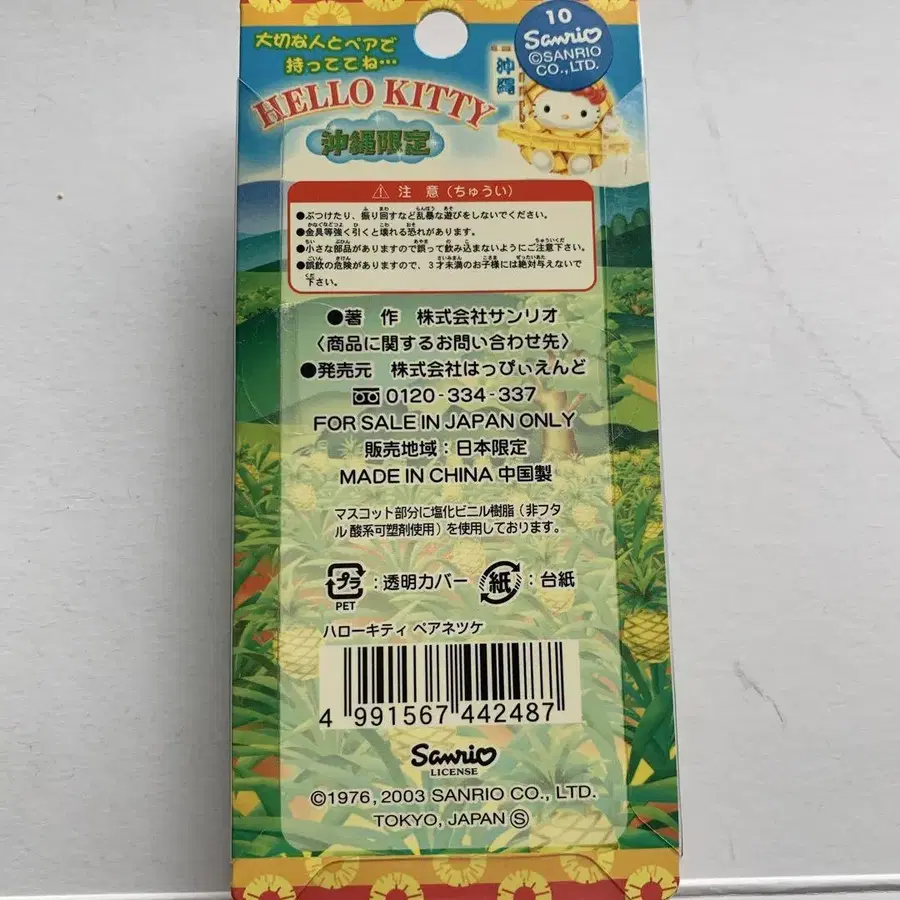 大切な人とペアで
持っててね…
HELLO KITTY
沖縄限定
沖縄
10
Sanrio
©SANRIO
CO.,LTD.
⚠ 注 意（ちゅうい）
●ぶつけたり、振り回すなど乱暴な遊びをしないでください。
●金具等強く引くと壊れる恐れがあります。
●小さな部品がありますので誤って飲み込まないようにご注意下さい。
●誤飲の危険がありますので、3才未満のお子様には絶対与えないで
下さい。
●著 作 株式会社サンリオ
〈商品に関するお問い合わせ先〉
●発売元 株式会社はっぴぃえんど
0120-334-337
FOR SALE IN JAPAN ONLY
販売地域：日本限定
MADE IN CHINA 中国製
マスコット部分に塩化ビニル樹脂（非フタ
ル酸系可塑剤使用）を使用しております。
プラ：透明カバー 紙：台紙
PET
ハローキティ ペアネツケ
4 991567 442487
Sanrio
LICENSE
©1976, 2003 SANRIO CO., LTD.
TOKYO, JAPAN Ⓢ